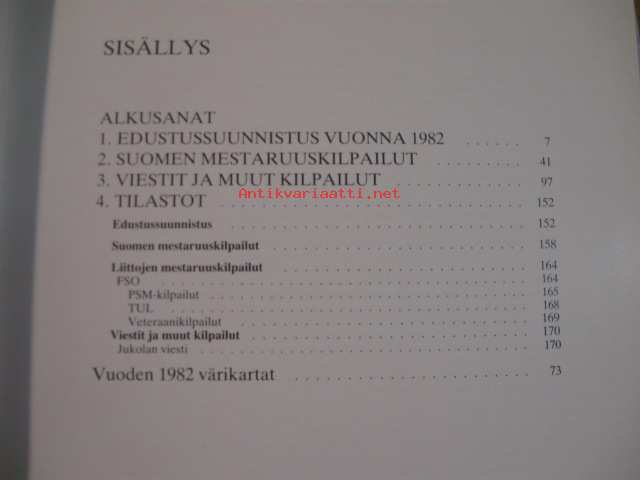 SISÄLLYS
ALKUSANAT
1. EDUSTUSSUUNNISTUS VUONNA 1982 ...... 7
2. SUOMEN MESTARUUSKILPAILUT ......... 41
3. VIESTIT JA MUUT KILPAILUT ............. 97
Antikvariaatti.net
4. TILASTOT ............................. 152
Edustussuunnistus ............................. 152
Suomen mestaruuskilpailut ........................ 158
Liittojen mestaruuskilpailut ........................ 164
FSO ................................... 164
PSM-kilpailut ............................. 165
TUL ................................... 168
Veteraanikilpailut ........................... 169
Viestit ja muut kilpailut .......................... 170
Jukolan viesti .............................. 170
Vuoden 1982 värikartat ...................... 73